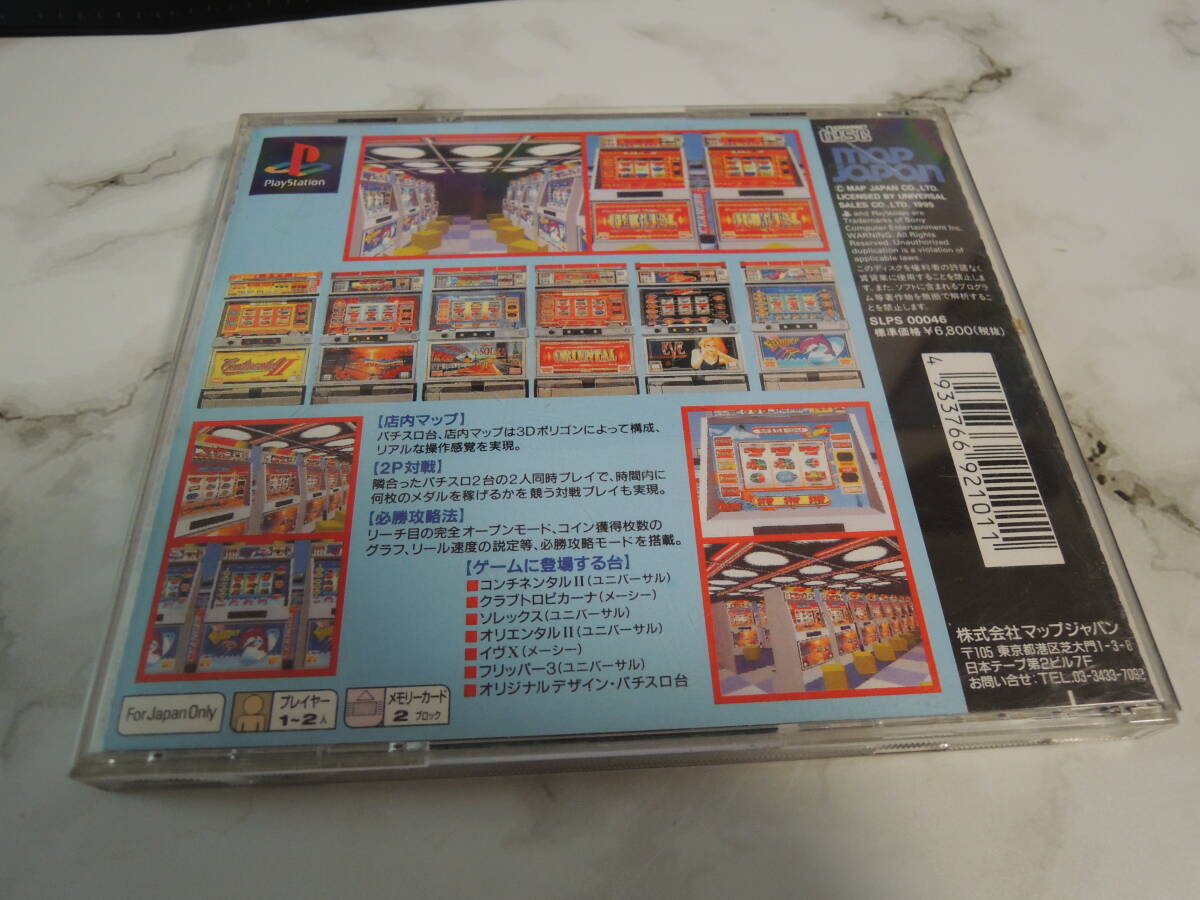 PlayStation
DISC
map
Japan
© MAP JAPAN CO.,LTD.
LICENSED BY UNIVERSAL
SALES CO.,LTD. 1995
and PlayStation are
Trademarks of Sony
Computer Entertainment Inc.
WARNING: All Rights
Reserved. Unauthorized
duplication is a violation of
applicable laws.
このディスクを権利者の許諾なく
賃貸業に使用することを禁止しま
す。また、ソフトに含まれるプログラ
ム等著作物を無断で解析するこ
とを禁止します。
SLPS 00046
標準価格￥6,800(税抜)
4 933766 921011
Continental II
SOLX
ORIENTAL
EVE
【店内マップ】
パチスロ台、店内マップは3Dポリゴンによって構成、
リアルな操作感覚を実現。
【2P対戦】
隣合ったパチスロ2台の2人同時プレイで、時間内に
何枚のメダルを稼げるかを競う対戦プレイも実現。
【必勝攻略法】
リーチ目の完全オープンモード、コイン獲得枚数の
グラフ、リール速度の設定等、必勝攻略モードを搭載。
【ゲームに登場する台】
■コンチネンタルⅡ(ユニバーサル)
■クラブトロピカーナ(メーシー)
■ソレックス(ユニバーサル)
■オリエンタルⅡ(ユニバーサル)
■イヴX(メーシー)
■フリッパー3(ユニバーサル)
■オリジナルデザイン・パチスロ台
For Japan Only
プレイヤー
1~2人
メモリーカード
2 ブロック
株式会社マップジャパン
〒105 東京都港区芝大門1-3-8
日本テープ第2ビル7F
お問い合せ:TEL.03-3433-7092